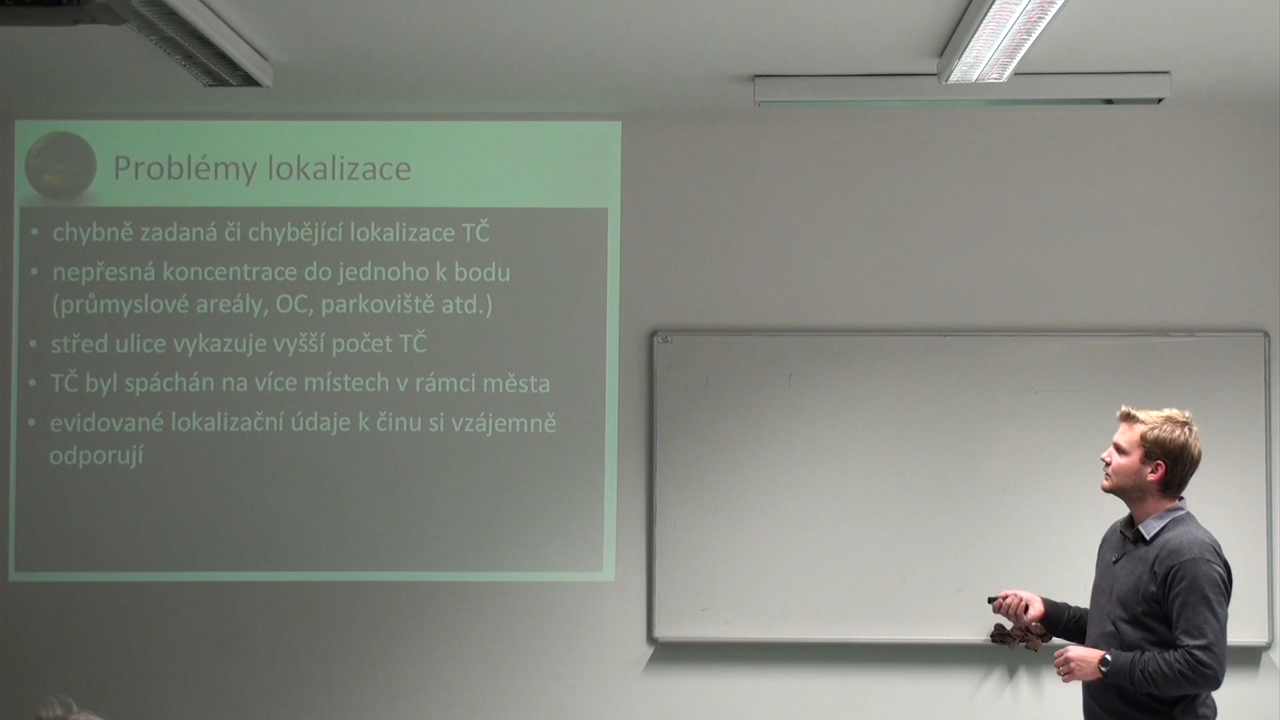 Problémy lokalizace
• chybně zadaná či chybějící lokalizace TČ
• nepřesná koncentrace do jednoho k bodu
(průmyslové areály, OC, parkoviště atd.)
• střed ulice vykazuje vyšší počet TČ
• TČ byl spáchán na více místech v rámci města
• evidované lokalizační údaje k činu si vzájemně
odporují